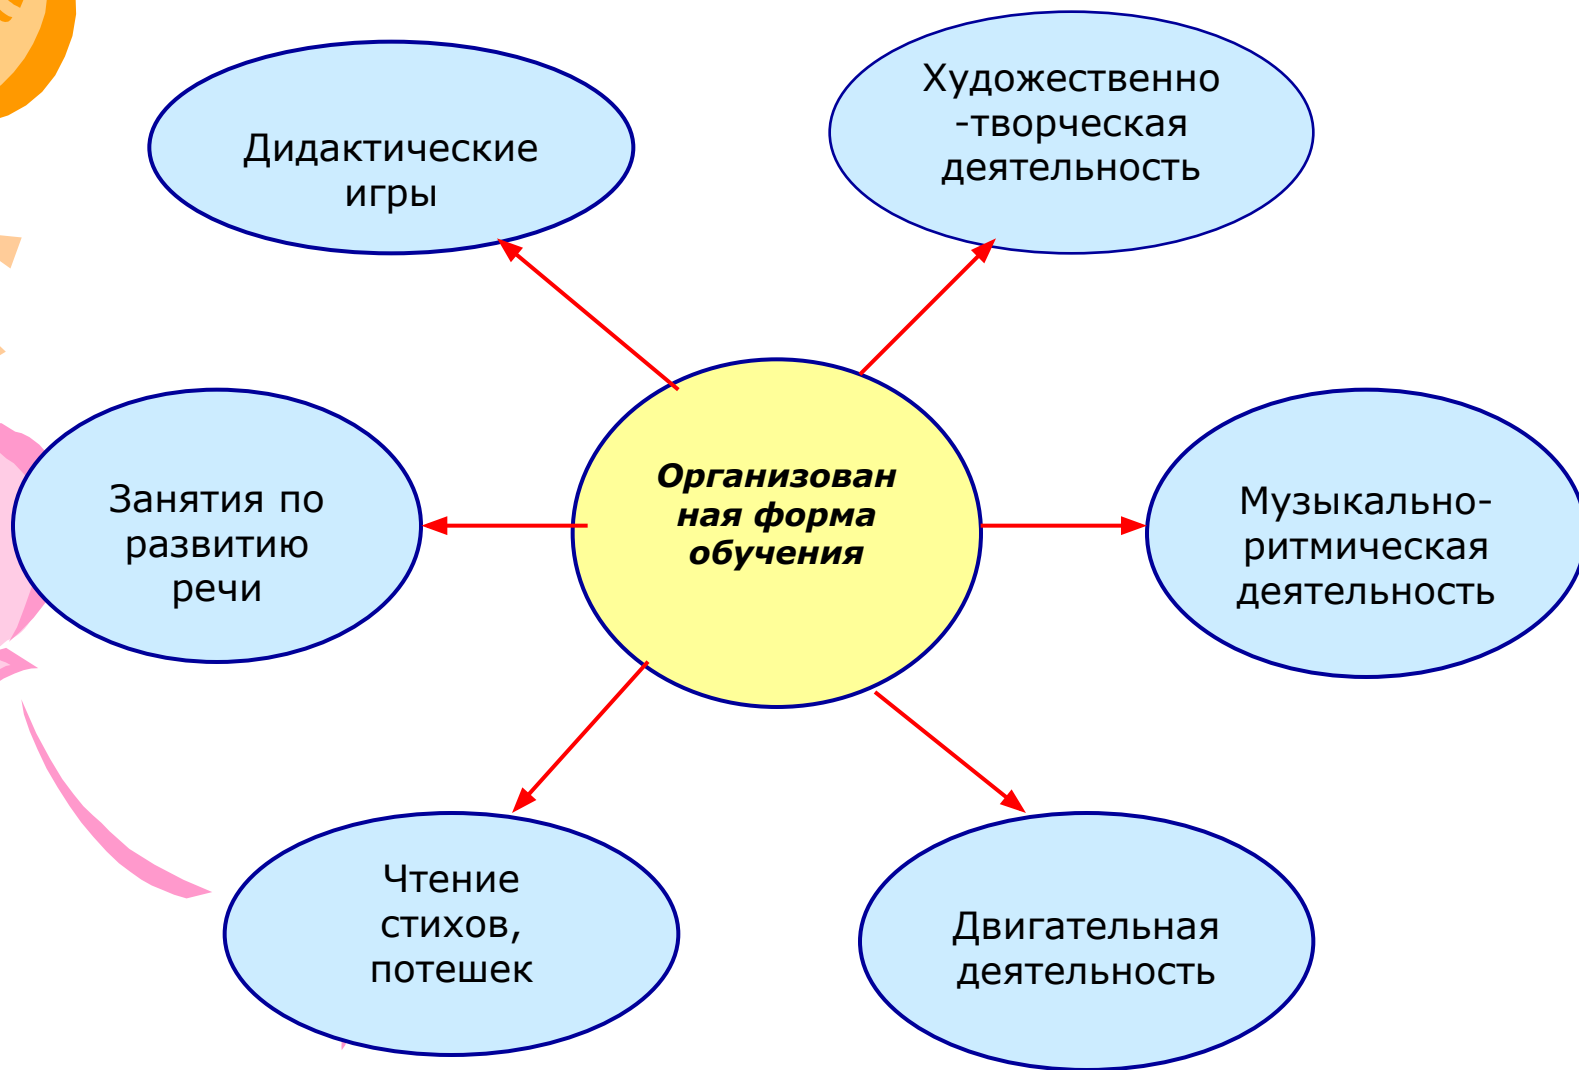 Дидактические
игры
Художественно
-творческая
деятельность
Организован
ная форма
обучения
Занятия по
развитию
речи
Музыкально-
ритмическая
деятельность
Чтение
стихов,
потешек
Двигательная
деятельность